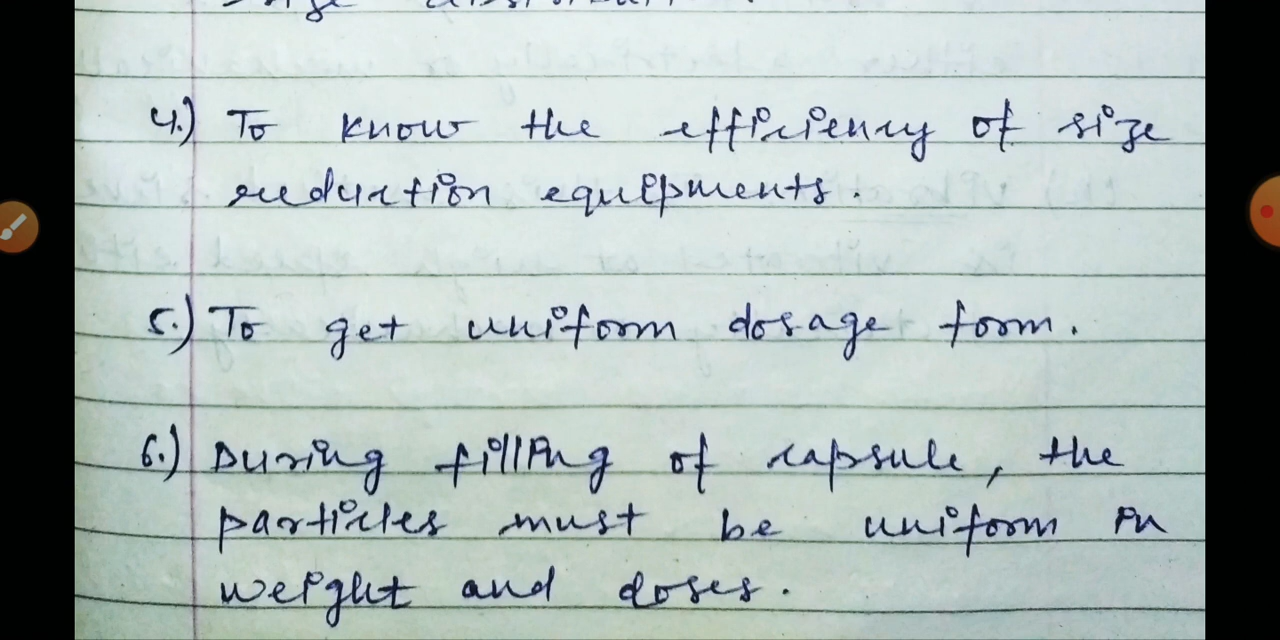 4.) To know the efficiency of size
reduction equipments.
5.) To get uniform dosage form.
6.) During filling of capsule, the
particles must be uniform in
weight and doses.